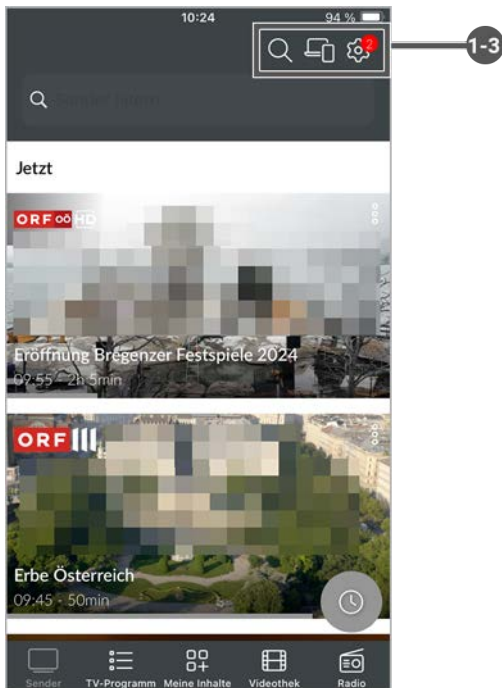 10:24
94 %
2
1-3
Sender filtern
Jetzt
ORF oö HD
Eröffnung Bregenzer Festspiele 2024
09:55 - 2h 5min
ORF III
Erbe Österreich
09:45 - 50min
Sender TV-Programm Meine Inhalte Videothek Radio